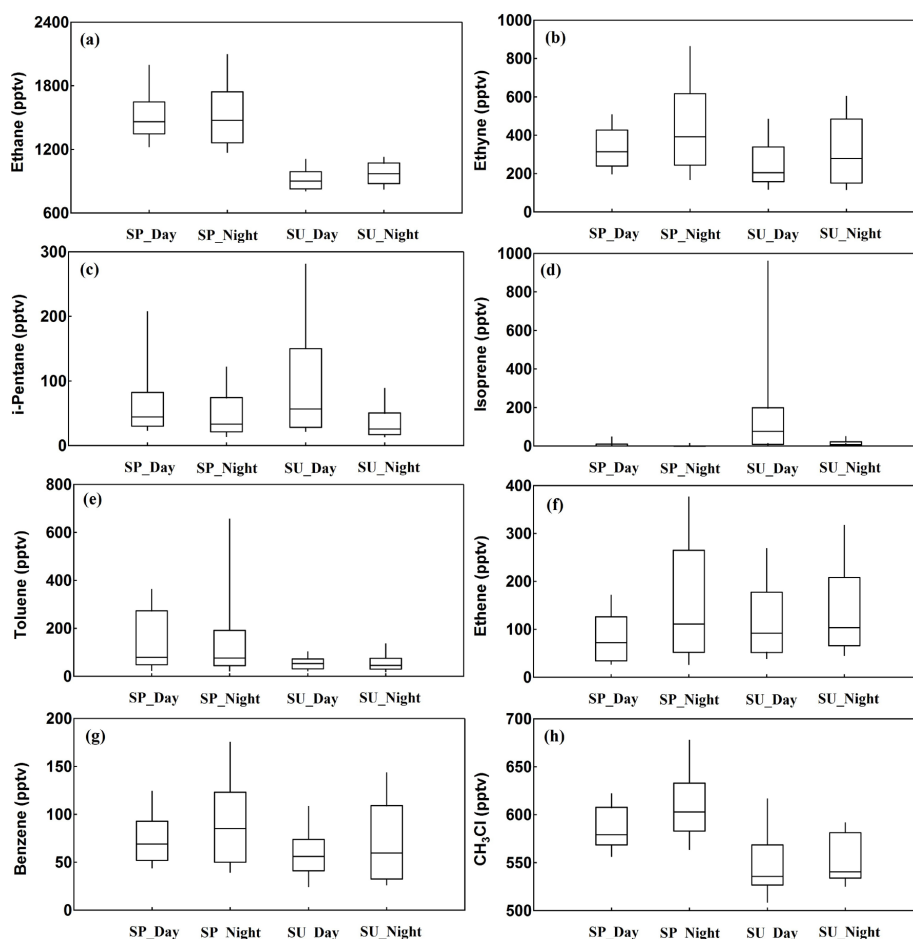 (a)
Ethane (pptv)
2400
1800
1200
600
SP_Day SP_Night SU_Day SU_Night
(b)
Ethyne (pptv)
1000
800
600
400
200
0
SP_Day SP_Night SU_Day SU_Night
(c)
i-Pentane (pptv)
300
200
100
0
SP_Day SP_Night SU_Day SU_Night
(d)
Isoprene (pptv)
1000
800
600
400
200
0
SP_Day SP_Night SU_Day SU_Night
(e)
Toluene (pptv)
800
600
400
200
0
SP_Day SP_Night SU_Day SU_Night
(f)
Ethene (pptv)
400
300
200
100
0
SP_Day SP_Night SU_Day SU_Night
(g)
Benzene (pptv)
200
150
100
50
0
SP_Day SP_Night SU_Day SU_Night
(h)
CH₃Cl (pptv)
700
650
600
550
500
SP_Day SP_Night SU_Day SU_Night